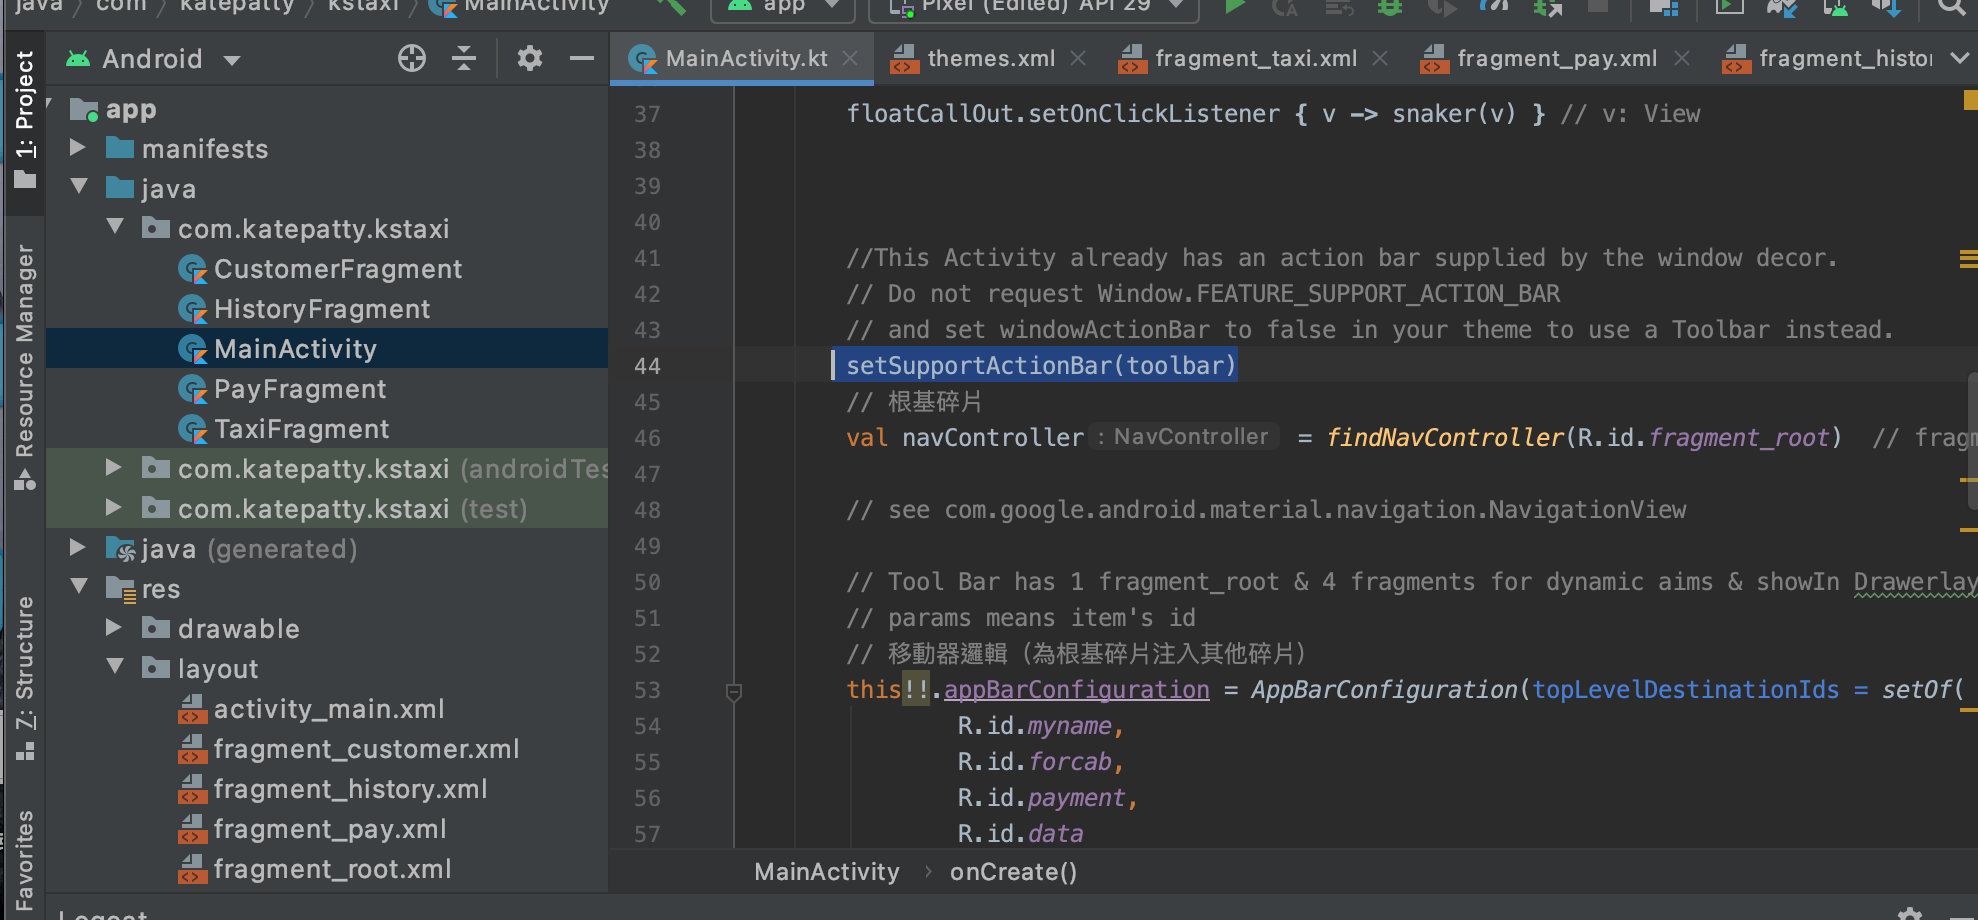 java
com
katepatty
kstaxi
MainActivity
app
Pixel (Edited) API 29
1: Project
Resource Manager
7: Structure
Favorites
Android
app
manifests
java
com.katepatty.kstaxi
CustomerFragment
HistoryFragment
MainActivity
PayFragment
TaxiFragment
com.katepatty.kstaxi (androidTes
com.katepatty.kstaxi (test)
java (generated)
res
drawable
layout
activity_main.xml
fragment_customer.xml
fragment_history.xml
fragment_pay.xml
fragment_root.xml
MainActivity.kt
themes.xml
fragment_taxi.xml
fragment_pay.xml
fragment_histor
37 floatCallOut.setOnClickListener { v -> snaker(v) } // v: View
38
39
40
41 //This Activity already has an action bar supplied by the window decor.
42 // Do not request Window.FEATURE_SUPPORT_ACTION_BAR
43 // and set windowActionBar to false in your theme to use a Toolbar instead.
44 setSupportActionBar(toolbar)
45 // 根基碎片
46 val navController : NavController = findNavController(R.id.fragment_root) // frag
47
48 // see com.google.android.material.navigation.NavigationView
49
50 // Tool Bar has 1 fragment_root & 4 fragments for dynamic aims & showIn Drawerlay
51 // params means item's id
52 // 移動器邏輯（為根基碎片注入其他碎片）
53 this!!.appBarConfiguration = AppBarConfiguration(topLevelDestinationIds = setOf(
54 R.id.myname,
55 R.id.forcab,
56 R.id.payment,
57 R.id.data
MainActivity › onCreate()
Logcat